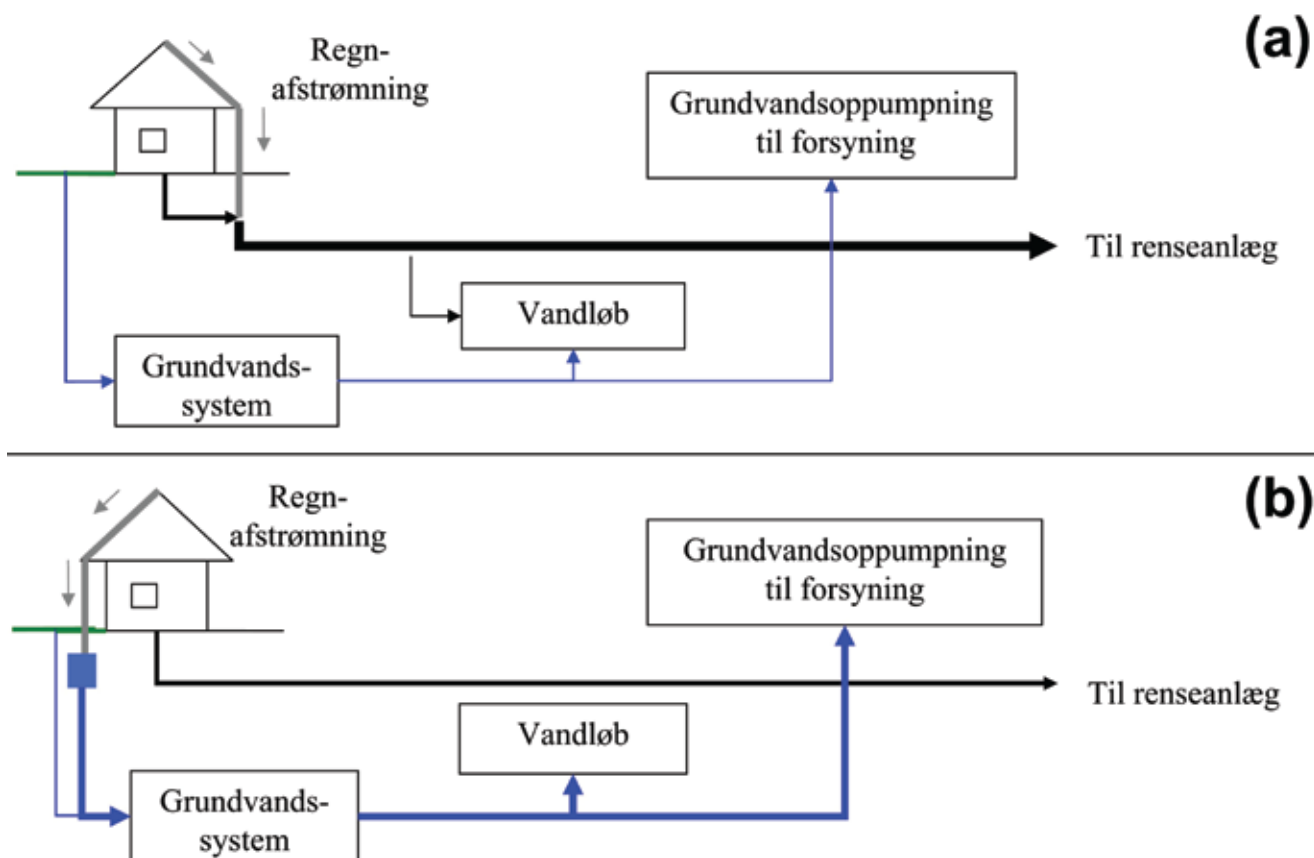 (a)
Regn-
afstrømning
Grundvandsoppumpning
til forsyning
Til renseanlæg
Vandløb
Grundvands-
system
(b)
Regn-
afstrømning
Grundvandsoppumpning
til forsyning
Til renseanlæg
Vandløb
Grundvands-
system